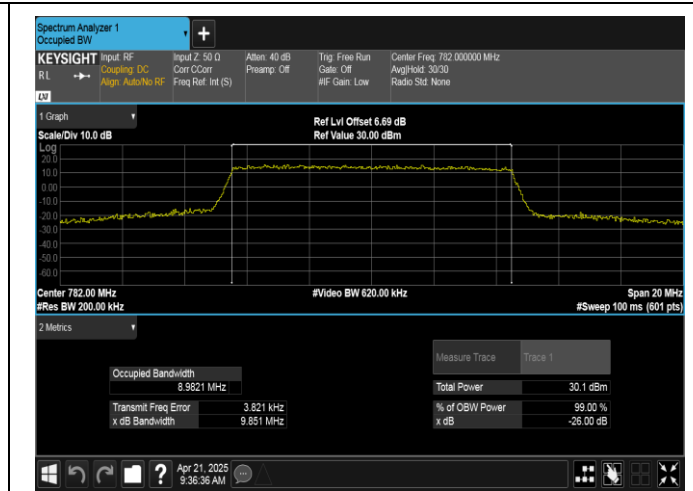 Spectrum Analyzer 1
Occupied BW
+
KEYSIGHT Input: RF Input Z: 50 Ω Atten: 40 dB Trig: Free Run Center Freq: 782.000000 MHz
RL Coupling: DC Corr CCorr Preamp: Off Gate: Off Avg|Hold: 30/30
Align: Auto/No RF Freq Ref: Int (S) #IF Gain: Low Radio Std: None
LXI
1 Graph Ref Lvl Offset 6.69 dB
Scale/Div 10.0 dB Ref Value 30.00 dBm
Log
20.0
10.0
0.00
-10.0
-20.0
-30.0
-40.0
-50.0
-60.0
Center 782.00 MHz #Video BW 620.00 kHz Span 20 MHz
#Res BW 200.00 kHz #Sweep 100 ms (601 pts)
2 Metrics
Measure Trace Trace 1
Occupied Bandwidth
8.9821 MHz Total Power 30.1 dBm
Transmit Freq Error 3.821 kHz % of OBW Power 99.00 %
x dB Bandwidth 9.851 MHz x dB -26.00 dB
? Apr 21, 2025
9:36:36 AM